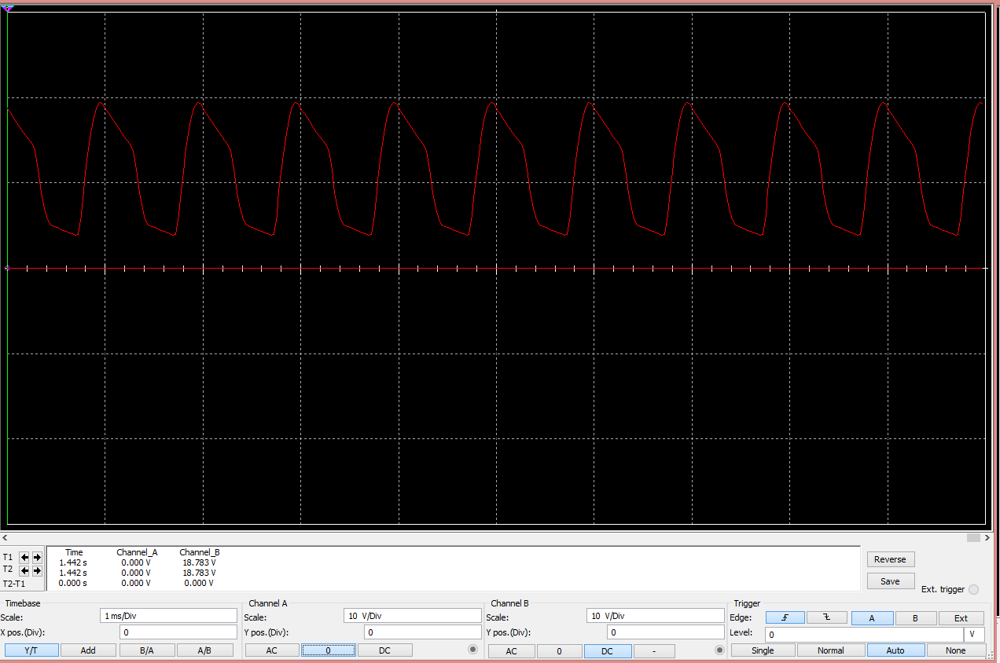 Time Channel_A Channel_B
T1 1.442 s 0.000 V 18.783 V
T2 1.442 s 0.000 V 18.783 V
T2-T1 0.000 s 0.000 V 0.000 V
Reverse
Save
Ext. trigger
Timebase
Scale: 1 ms/Div
X pos.(Div): 0
Y/T Add B/A A/B
Channel A
Scale: 10 V/Div
Y pos.(Div): 0
AC 0 DC
Channel B
Scale: 10 V/Div
Y pos.(Div): 0
AC 0 DC -
Trigger
Edge: A B Ext
Level: 0 V
Single Normal Auto None